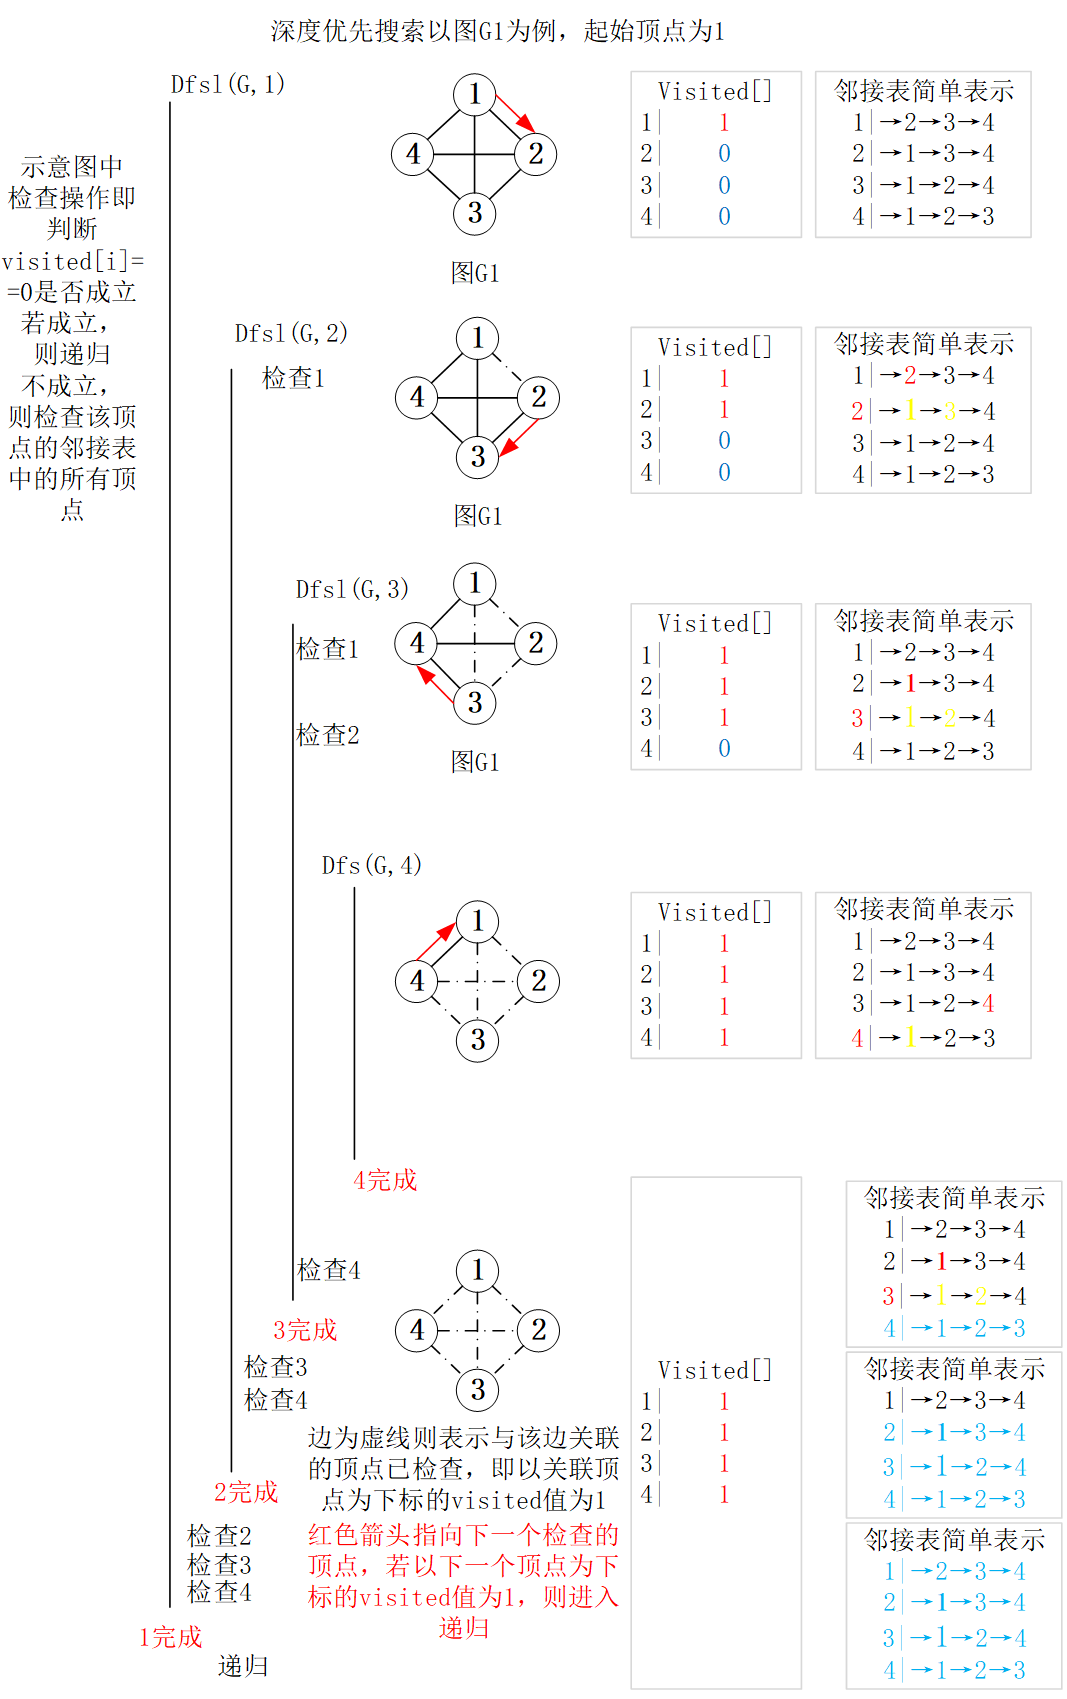 深度优先搜索以图G1为例，起始顶点为1
Dfsl(G,1)
示意图中
检查操作即
判断
visited[i]=
=0是否成立
若成立，
则递归
不成立，
则检查该顶
点的邻接表
中的所有顶
点
1
4
2
3
图G1
Visited[]
1| 1
2| 0
3| 0
4| 0
邻接表简单表示
1|→2→3→4
2|→1→3→4
3|→1→2→4
4|→1→2→3
Dfsl(G,2)
检查1
1
4
2
3
图G1
Visited[]
1| 1
2| 1
3| 0
4| 0
邻接表简单表示
1|→2→3→4
2|→1→3→4
3|→1→2→4
4|→1→2→3
Dfsl(G,3)
检查1
检查2
1
4
2
3
图G1
Visited[]
1| 1
2| 1
3| 1
4| 0
邻接表简单表示
1|→2→3→4
2|→1→3→4
3|→1→2→4
4|→1→2→3
Dfs(G,4)
1
4
2
3
Visited[]
1| 1
2| 1
3| 1
4| 1
邻接表简单表示
1|→2→3→4
2|→1→3→4
3|→1→2→4
4|→1→2→3
4完成
检查4
3完成
检查3
检查4
2完成
检查2
检查3
检查4
1完成
递归
1
4
2
3
边为虚线则表示与该边关联
的顶点已检查，即以关联顶
点为下标的visited值为1
红色箭头指向下一个检查的
顶点，若以下一个顶点为下
标的visited值为1，则进入
递归
Visited[]
1| 1
2| 1
3| 1
4| 1
邻接表简单表示
1|→2→3→4
2|→1→3→4
3|→1→2→4
4|→1→2→3
邻接表简单表示
1|→2→3→4
2|→1→3→4
3|→1→2→4
4|→1→2→3
邻接表简单表示
1|→2→3→4
2|→1→3→4
3|→1→2→4
4|→1→2→3